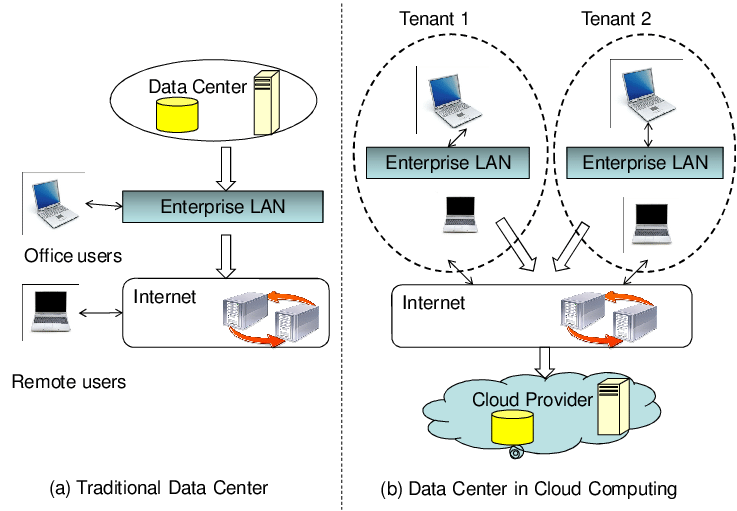 Data Center
Enterprise LAN
Office users
Internet
Remote users
(a) Traditional Data Center
Tenant 1
Tenant 2
Enterprise LAN
Enterprise LAN
Internet
Cloud Provider
(b) Data Center in Cloud Computing